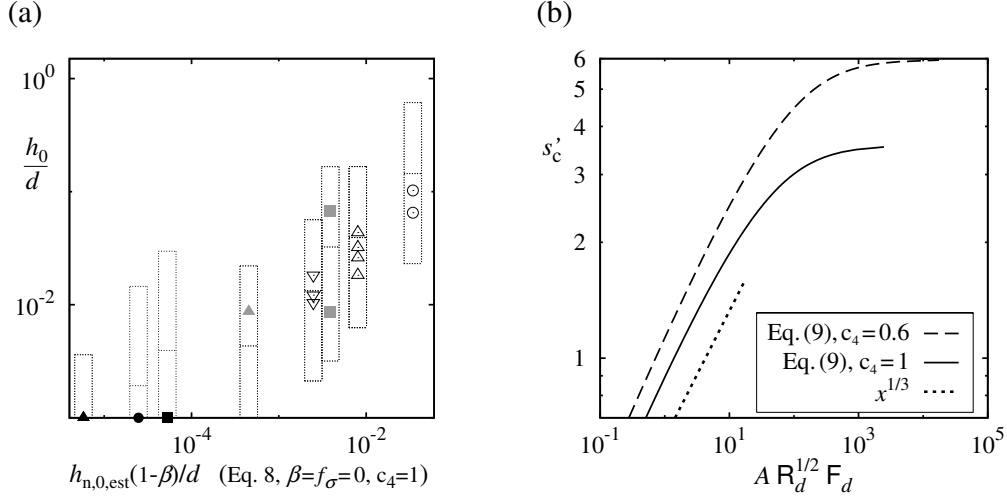 (a)
(b)
10^0
10^-2
h_0/d
10^-4
10^-2
h_n,0,est(1-β)/d (Eq. 8, β=f_σ=0, c_4=1)
6
5
4
3
2
1
s_c'
Eq. (9), c_4=0.6
Eq. (9), c_4=1
x^1/3
10^-1
10^1
10^3
10^5
A R_d^1/2 F_d